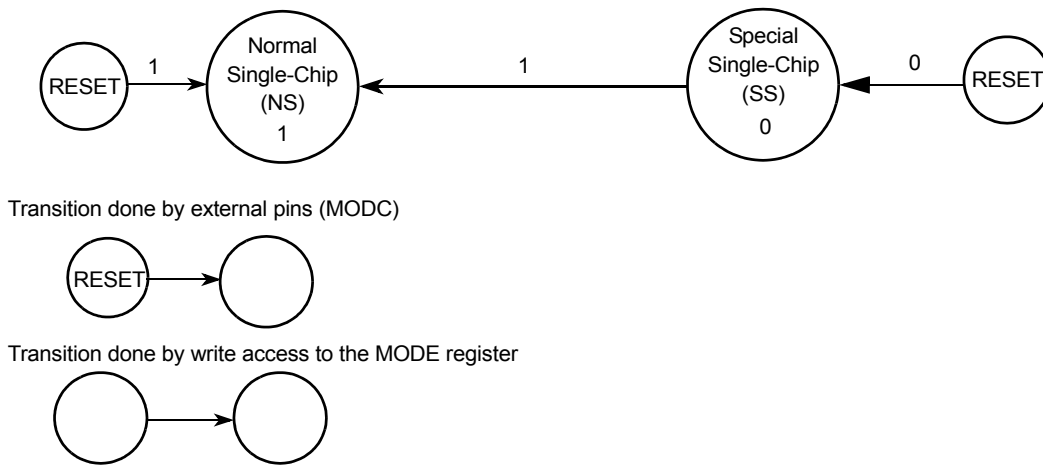 RESET
1
Normal
Single-Chip
(NS)
1
1
Special
Single-Chip
(SS)
0
0
RESET
Transition done by external pins (MODC)
RESET
Transition done by write access to the MODE register